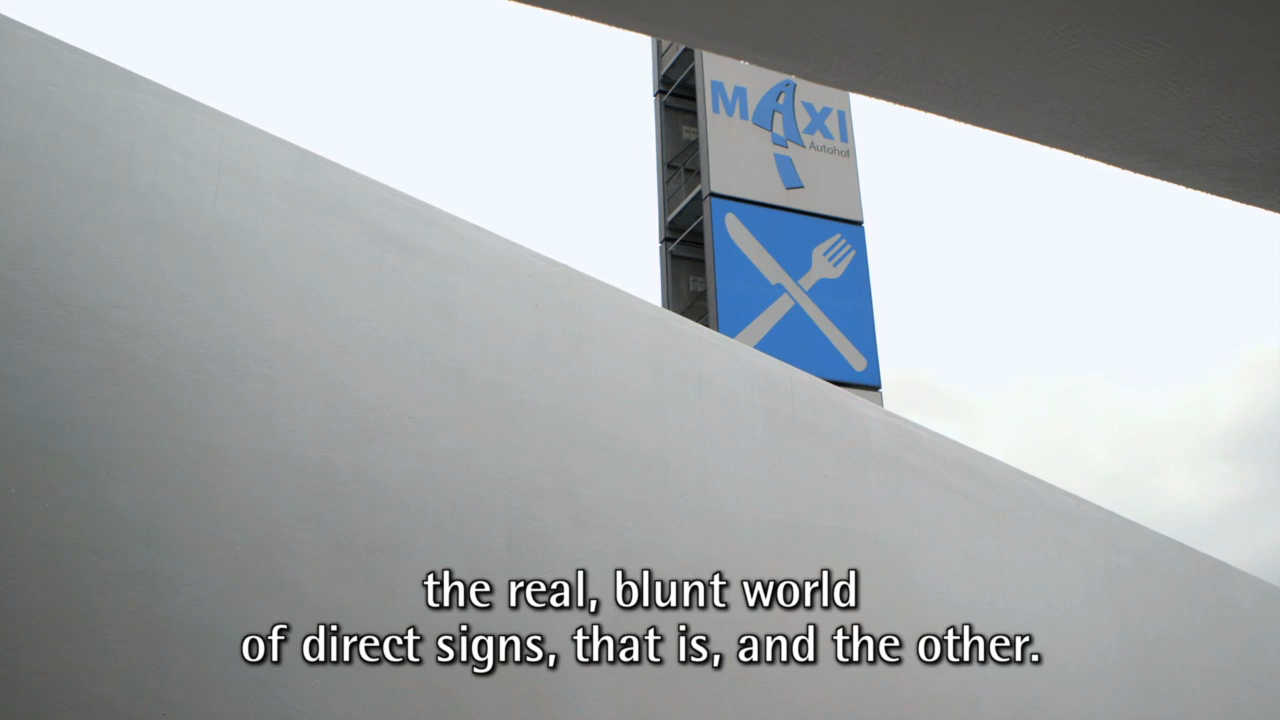 MAXI
Autohof
the real, blunt world
of direct signs, that is, and the other.